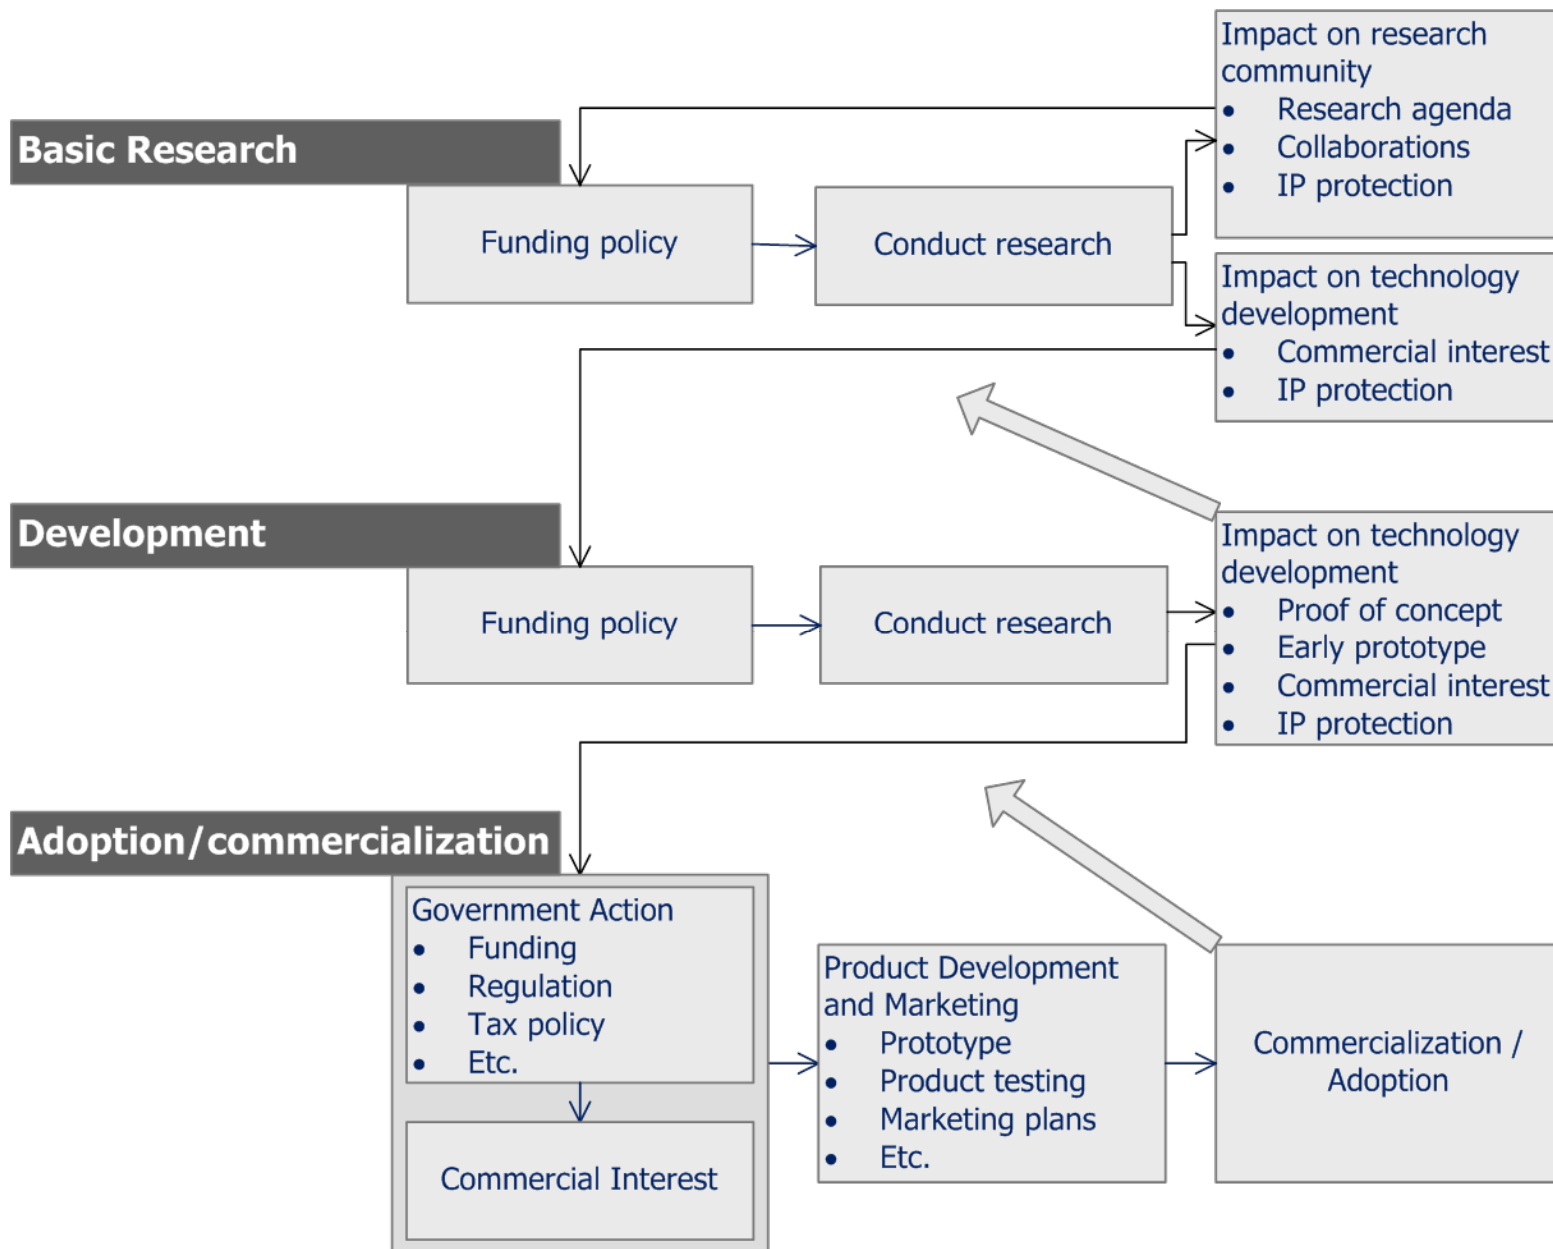 Impact on research
community
• Research agenda
• Collaborations
• IP protection
Basic Research
Funding policy
Conduct research
Impact on technology
development
• Commercial interest
• IP protection
Development
Funding policy
Conduct research
Impact on technology
development
• Proof of concept
• Early prototype
• Commercial interest
• IP protection
Adoption/commercialization
Government Action
• Funding
• Regulation
• Tax policy
• Etc.
Commercial Interest
Product Development
and Marketing
• Prototype
• Product testing
• Marketing plans
• Etc.
Commercialization /
Adoption